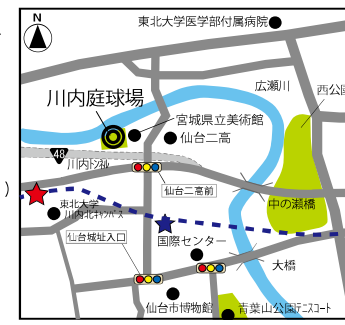 N
東北大学医学部付属病院
広瀬川
西公園
川内庭球場
宮城県立美術館
仙台二高
48
川内トンネル
仙台二高前
中の瀬橋
東北大学
川内北キャンパス
仙台城址入口
国際センター
大橋
仙台市博物館
青葉山公園テニスコート
)